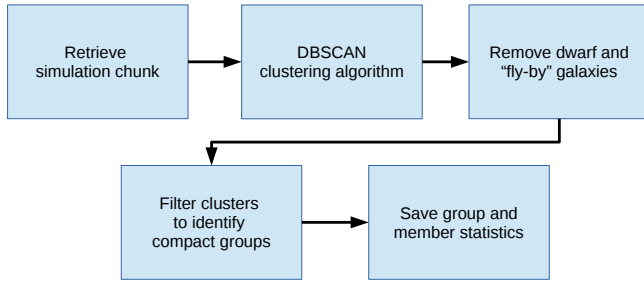 Retrieve
simulation chunk
DBSCAN
clustering algorithm
Remove dwarf and
“fly-by” galaxies
Filter clusters
to identify
compact groups
Save group and
member statistics